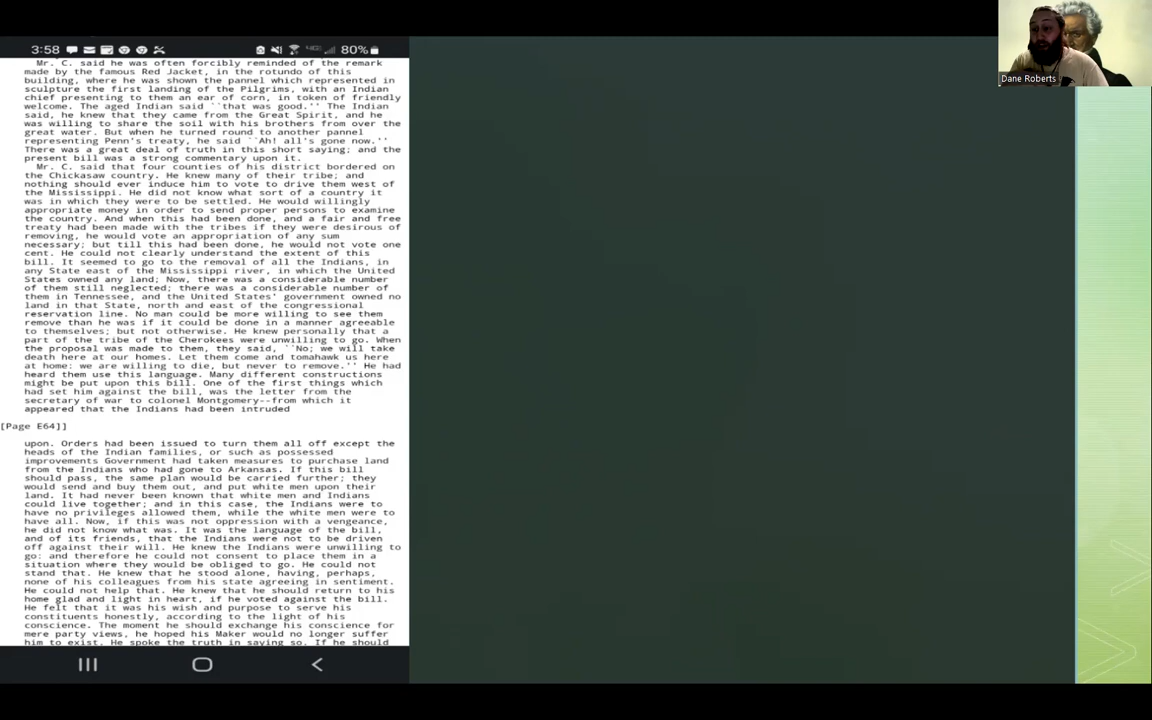 3:58
80%
Mr. C. said he was often forcibly reminded of the remark
made by the famous Red Jacket, in the rotundo of this
building, where he was shown the pannel which represented in
sculpture the first landing of the Pilgrims, with an Indian
chief presenting to them an ear of corn, in token of friendly
welcome. The aged Indian said ``that was good.'' The Indian
said, he knew that they came from the Great Spirit, and he
was willing to share the soil with his brothers from over the
great water. But when he turned round to another pannel
representing Penn's treaty, he said ``Ah! all's gone now.''
There was a great deal of truth in this short saying; and the
present bill was a strong commentary upon it.
Mr. C. said that four counties of his district bordered on
the Chickasaw country. He knew many of their tribe; and
nothing should ever induce him to vote to drive them west of
the Mississippi. He did not know what sort of a country it
was in which they were to be settled. He would willingly
appropriate money in order to send proper persons to examine
the country. And when this had been done, and a fair and free
treaty had been made with the tribes if they were desirous of
removing, he would vote an appropriation of any sum
necessary; but till this had been done, he would not vote one
cent. He could not clearly understand the extent of this
bill. It seemed to go to the removal of all the Indians, in
any State east of the Mississippi river, in which the United
States owned any land; Now, there was a considerable number
of them still neglected; there was a considerable number of
them in Tennessee, and the United States' government owned no
land in that State, north and east of the congressional
reservation line. No man could be more willing to see them
remove than he was if it could be done in a manner agreeable
to themselves; but not otherwise. He knew personally that a
part of the tribe of the Cherokees were unwilling to go. When
the proposal was made to them, they said, ``No; we will take
death here at our homes. Let them come and tomahawk us here
at home: we are willing to die, but never to remove.'' He had
heard them use this language. Many different constructions
might be put upon this bill. One of the first things which
had set him against the bill, was the letter from the
secretary of war to colonel Montgomery--from which it
appeared that the Indians had been intruded
[Page E64]]
upon. Orders had been issued to turn them all off except the
heads of the Indian families, or such as possessed
improvements Government had taken measures to purchase land
from the Indians who had gone to Arkansas. If this bill
should pass, the same plan would be carried further; they
would send and buy them out, and put white men upon their
land. It had never been known that white men and Indians
could live together; and in this case, the Indians were to
have no privileges allowed them, while the white men were to
have all. Now, if this was not oppression with a vengeance,
he did not know what was. It was the language of the bill,
and of its friends, that the Indians were not to be driven
off against their will. He knew the Indians were unwilling to
go: and therefore he could not consent to place them in a
situation where they would be obliged to go. He could not
stand that. He knew that he stood alone, having, perhaps,
none of his colleagues from his state agreeing in sentiment.
He could not help that. He knew that he should return to his
home glad and light in heart, if he voted against the bill.
He felt that it was his wish and purpose to serve his
constituents honestly, according to the light of his
conscience. The moment he should exchange his conscience for
mere party views, he hoped his Maker would no longer suffer
him to exist. He spoke the truth in saying so. If he should
Dane Roberts